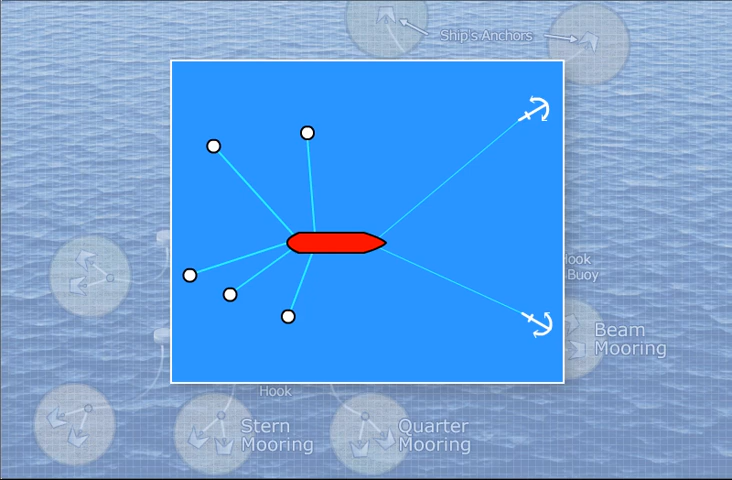 Ship's Anchors
Hook
Buoy
Beam
Mooring
Hook
Stern
Mooring
Quarter
Mooring